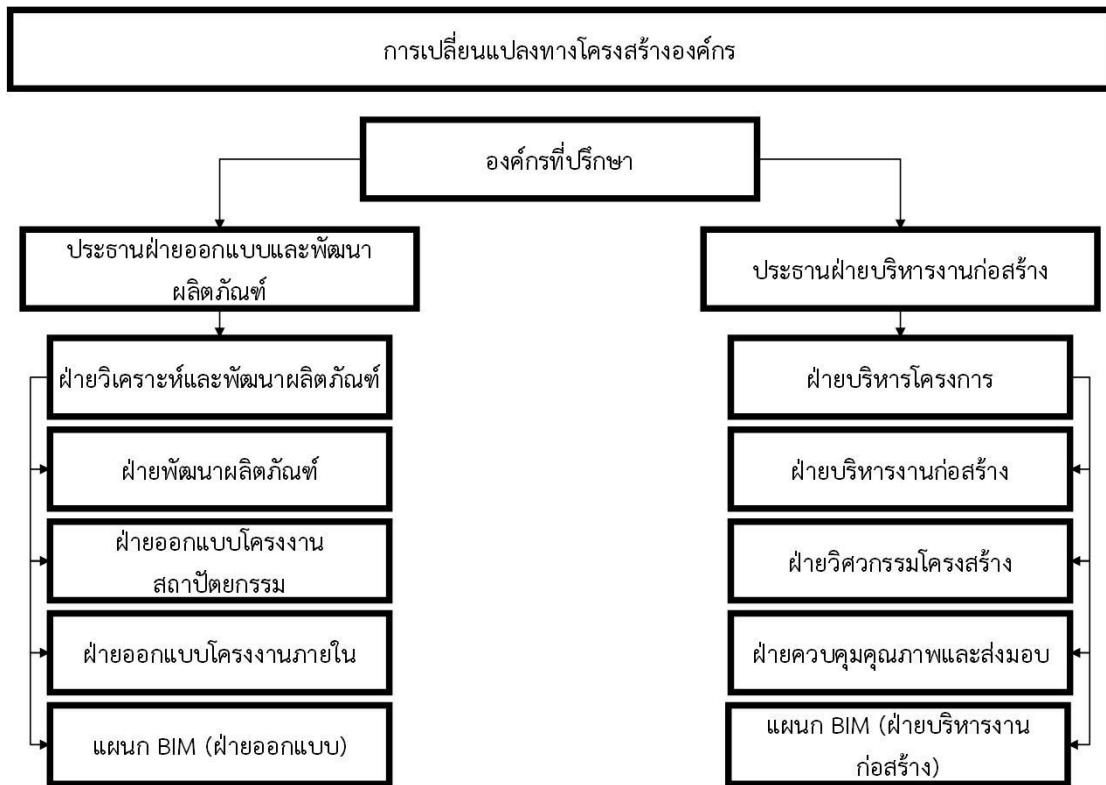 การเปลี่ยนแปลงทางโครงสร้างองค์กร
องค์กรที่ปรึกษา
ประธานฝ่ายออกแบบและพัฒนา
ผลิตภัณฑ์
ประธานฝ่ายบริหารงานก่อสร้าง
ฝ่ายวิเคราะห์และพัฒนาผลิตภัณฑ์
ฝ่ายบริหารโครงการ
ฝ่ายพัฒนาผลิตภัณฑ์
ฝ่ายบริหารงานก่อสร้าง
ฝ่ายออกแบบโครงงาน
สถาปัตยกรรม
ฝ่ายวิศวกรรมโครงสร้าง
ฝ่ายออกแบบโครงงานภายใน
ฝ่ายควบคุมคุณภาพและส่งมอบ
แผนก BIM (ฝ่ายออกแบบ)
แผนก BIM (ฝ่ายบริหารงาน
ก่อสร้าง)